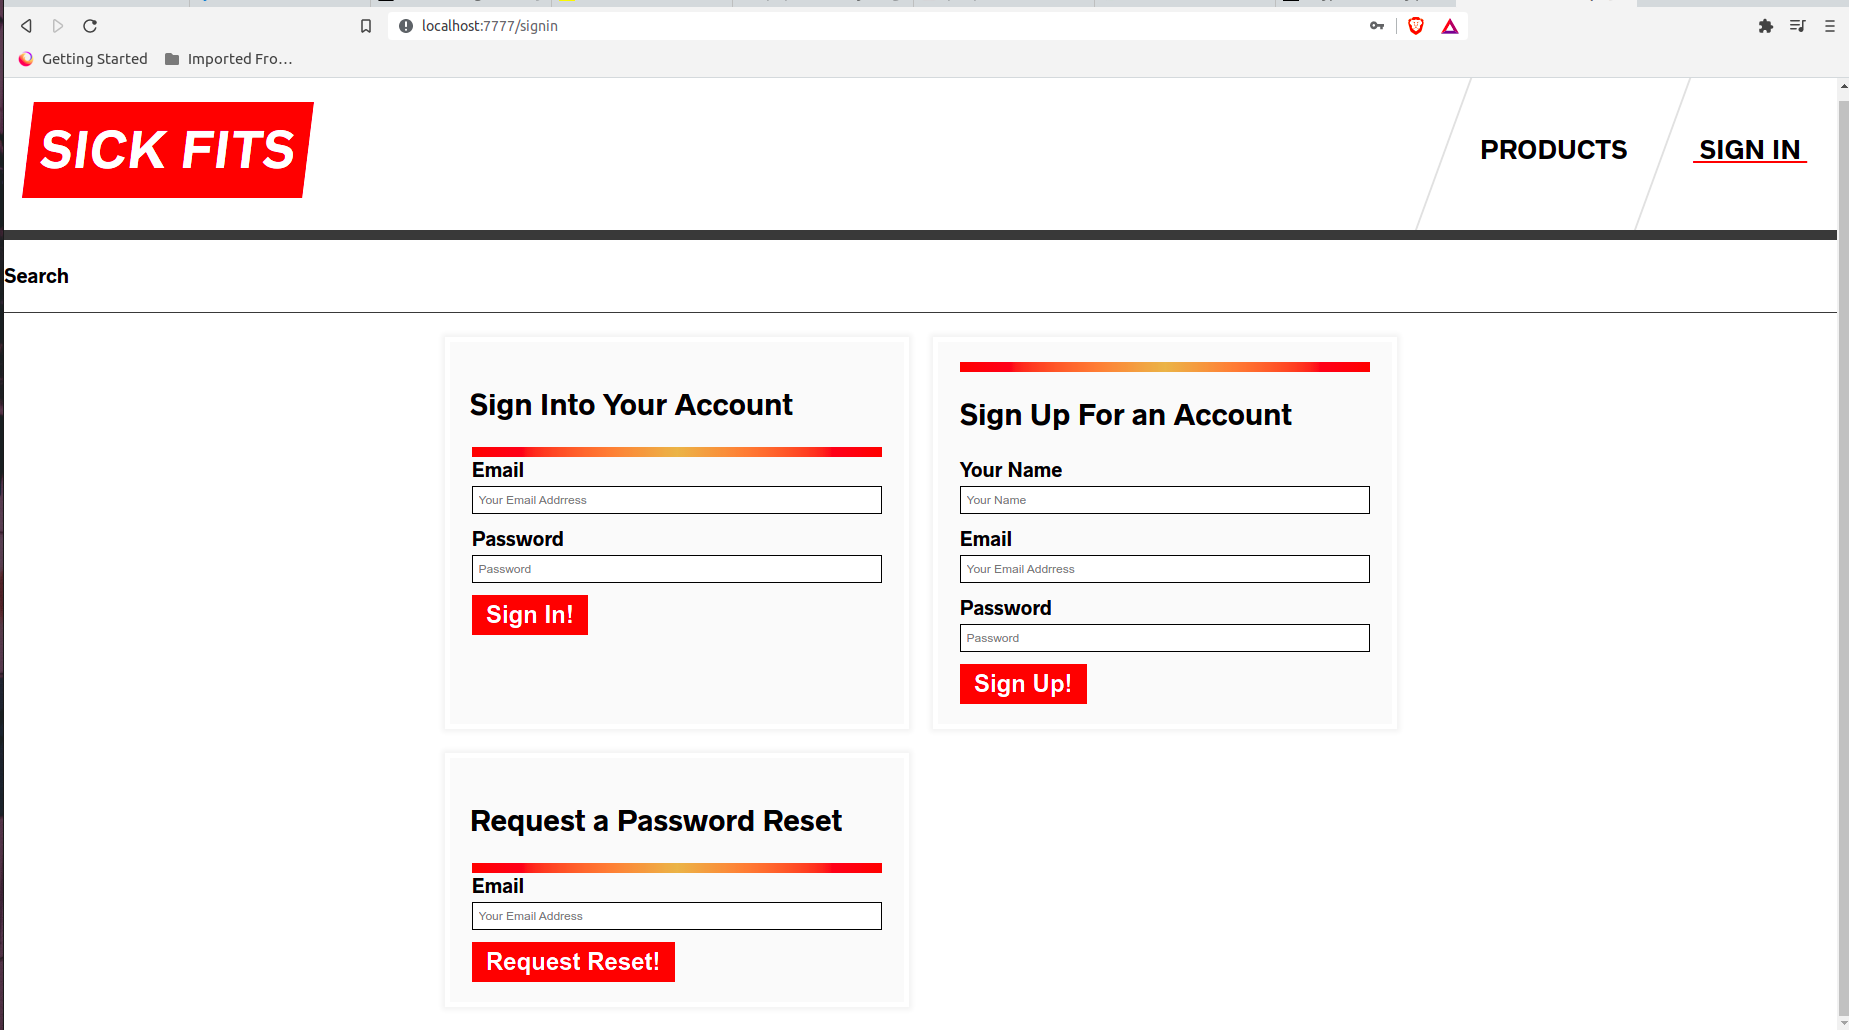 localhost:7777/signin
Getting Started
Imported Fro...
SICK FITS
PRODUCTS
SIGN IN
Search
Sign Into Your Account
Email
Your Email Addrress
Password
Password
Sign In!
Sign Up For an Account
Your Name
Your Name
Email
Your Email Addrress
Password
Password
Sign Up!
Request a Password Reset
Email
Your Email Address
Request Reset!